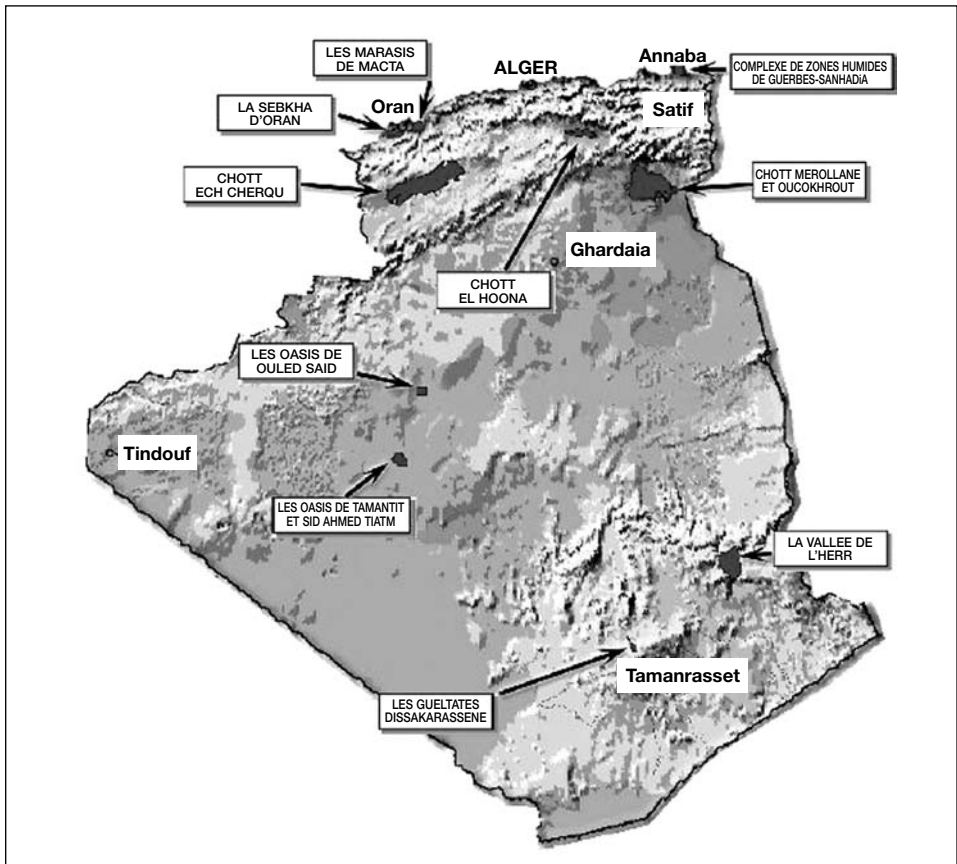 LES MARASIS
DE MACTA
ALGER
Annaba
COMPLEXE DE ZONES HUMIDES
DE GUERBES-SANHADiA
LA SEBKHA
D'ORAN
Oran
Satif
CHOTT
ECH CHERQU
CHOTT MEROLLANE
ET OUCOKHROUT
Ghardaia
CHOTT
EL HOONA
LES OASIS DE
OULED SAID
Tindouf
LES OASIS DE TAMANTIT
ET SID AHMED TIATM
LA VALLEE DE
L'HERR
Tamanrasset
LES GUELTATES
DISSAKARASSENE